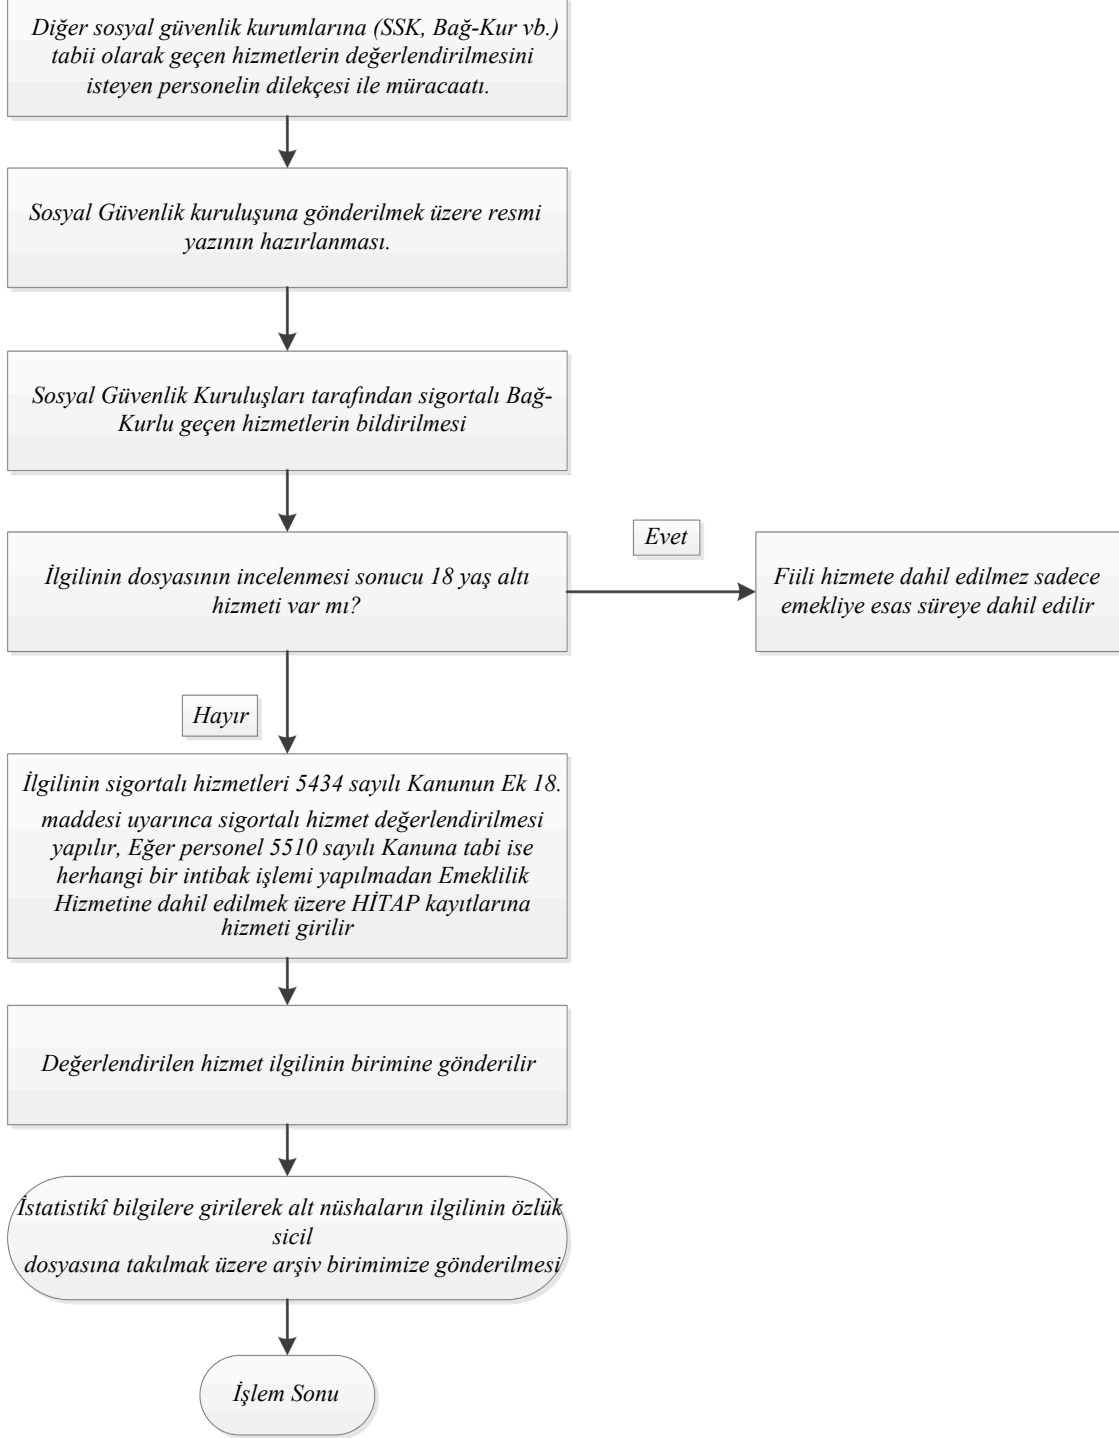 Diğer sosyal güvenlik kurumlarına (SSK, Bağ-Kur vb.)
tabii olarak geçen hizmetlerin değerlendirilmesini
isteyen personelin dilekçesi ile müracaatı.
Sosyal Güvenlik kuruluşuna gönderilmek üzere resmi
yazının hazırlanması.
Sosyal Güvenlik Kuruluşları tarafından sigortalı Bağ-
Kurlu geçen hizmetlerin bildirilmesi
İlgilinin dosyasının incelenmesi sonucu 18 yaş altı
hizmeti var mı?
Evet
Fiili hizmete dahil edilmez sadece
emekliye esas süreye dahil edilir
Hayır
İlgilinin sigortalı hizmetleri 5434 sayılı Kanunun Ek 18.
maddesi uyarınca sigortalı hizmet değerlendirilmesi
yapılır, Eğer personel 5510 sayılı Kanuna tabi ise
herhangi bir intibak işlemi yapılmadan Emeklilik
Hizmetine dahil edilmek üzere HİTAP kayıtlarına
hizmeti girilir
Değerlendirilen hizmet ilgilinin birimine gönderilir
İstatistikî bilgilere girilerek alt nüshaların ilgilinin özlük
sicil
dosyasına takılmak üzere arşiv birimimize gönderilmesi
İşlem Sonu